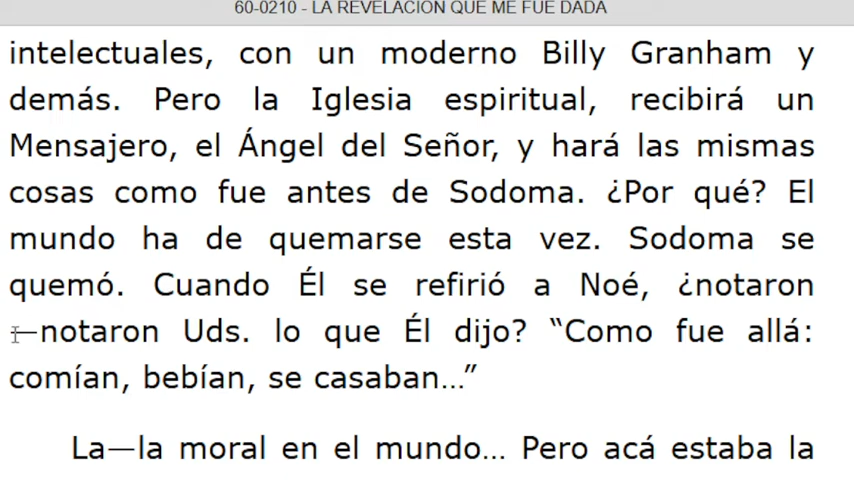 60-0210 - LA REVELACION QUE ME FUE DADA
intelectuales, con un moderno Billy Granham y
demás. Pero la Iglesia espiritual, recibirá un
Mensajero, el Ángel del Señor, y hará las mismas
cosas como fue antes de Sodoma. ¿Por qué? El
mundo ha de quemarse esta vez. Sodoma se
quemó. Cuando Él se refirió a Noé, ¿notaron
—notaron Uds. lo que Él dijo? “Como fue allá:
comían, bebían, se casaban…”
La—la moral en el mundo… Pero acá estaba la